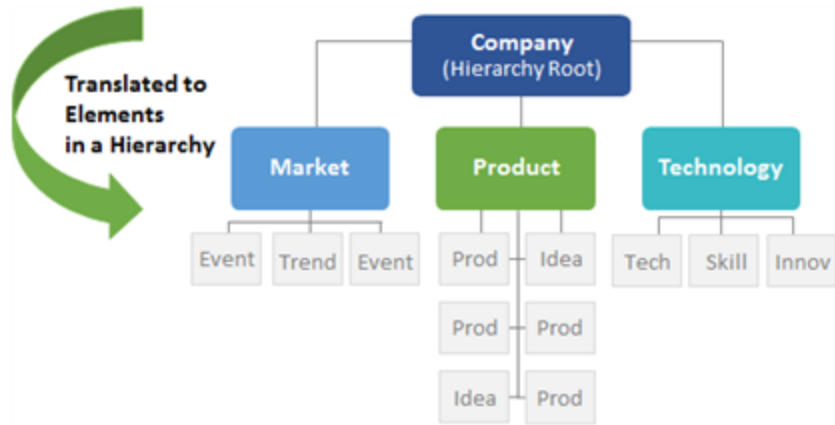 Company
(Hierarchy Root)
Translated to
Elements
in a Hierarchy
Market
Product
Technology
Event
Trend
Event
Prod
Idea
Tech
Skill
Innov
Prod
Prod
Idea
Prod